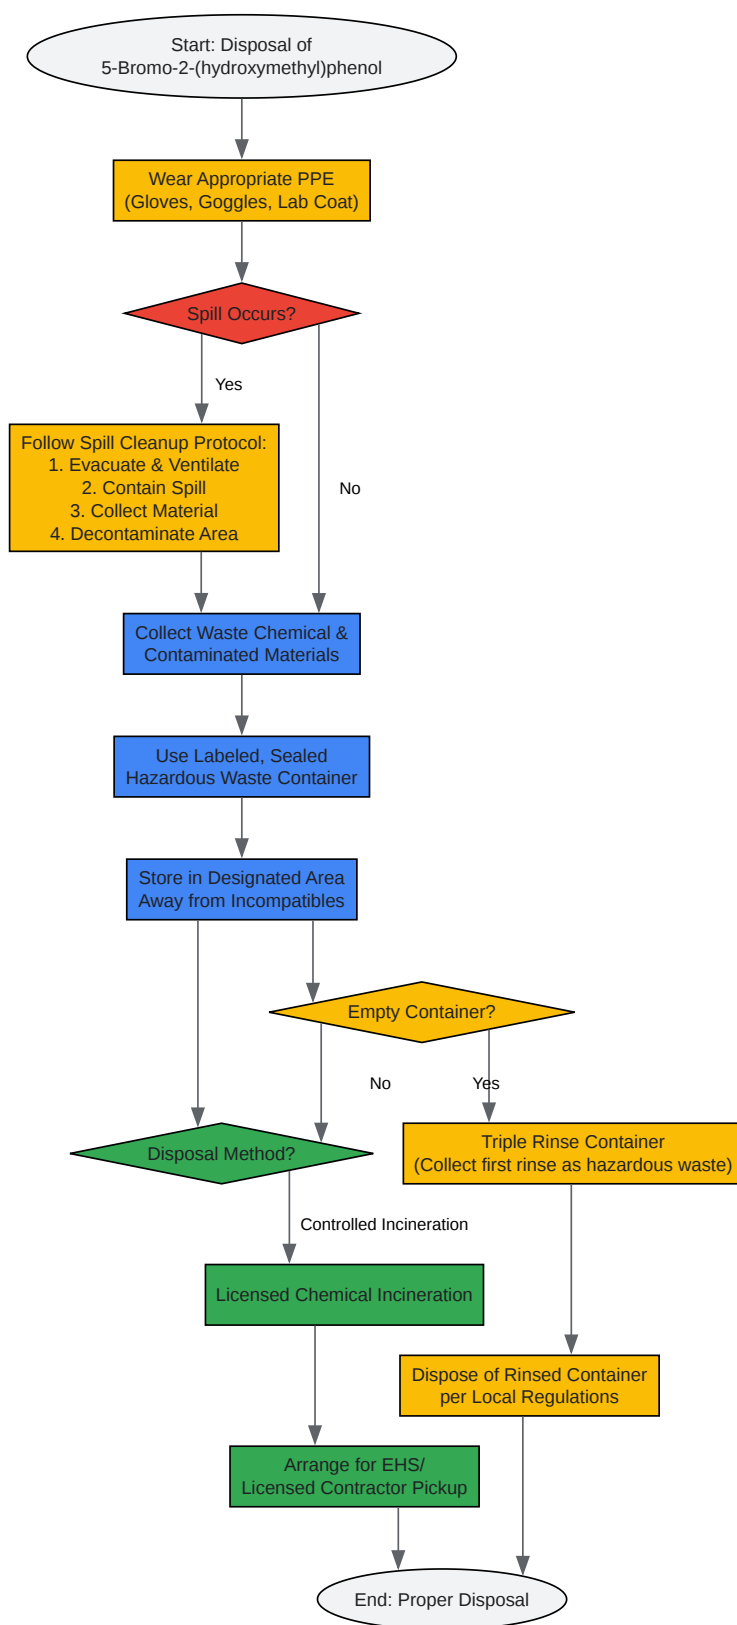 Start: Disposal of
5-Bromo-2-(hydroxymethyl)phenol
Wear Appropriate PPE
(Gloves, Goggles, Lab Coat)
Spill Occurs?
Yes
Follow Spill Cleanup Protocol:
1. Evacuate & Ventilate
2. Contain Spill
3. Collect Material
4. Decontaminate Area
No
Collect Waste Chemical &
Contaminated Materials
Use Labeled, Sealed
Hazardous Waste Container
Store in Designated Area
Away from Incompatibles
Empty Container?
No
Yes
Disposal Method?
Triple Rinse Container
(Collect first rinse as hazardous waste)
Controlled Incineration
Licensed Chemical Incineration
Dispose of Rinsed Container
per Local Regulations
Arrange for EHS/
Licensed Contractor Pickup
End: Proper Disposal